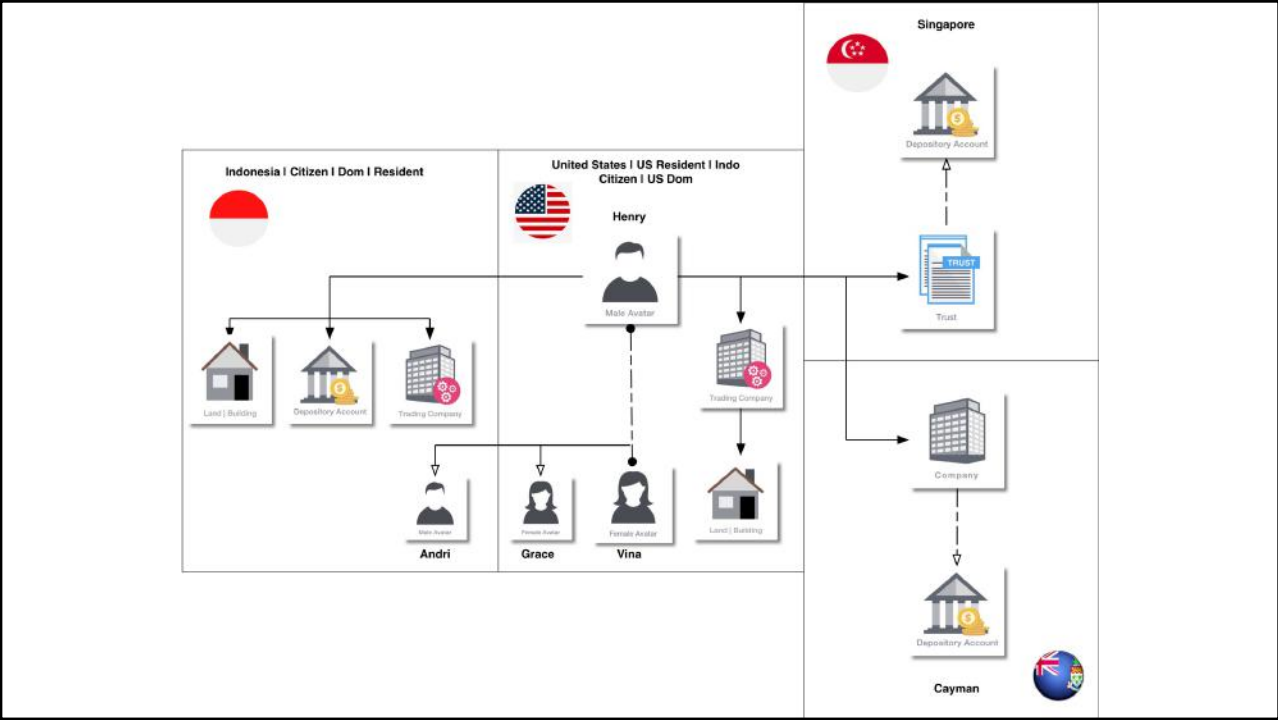 Singapore
Depository Account
Indonesia | Citizen | Dom | Resident
United States | US Resident | Indo
Citizen | US Dom
Henry
Male Avatar
TRUST
Trust
Land | Building
Depository Account
Trading Company
Trading Company
Company
Male Avatar
Female Avatar
Female Avatar
Land | Building
Andri
Grace
Vina
Depository Account
Cayman